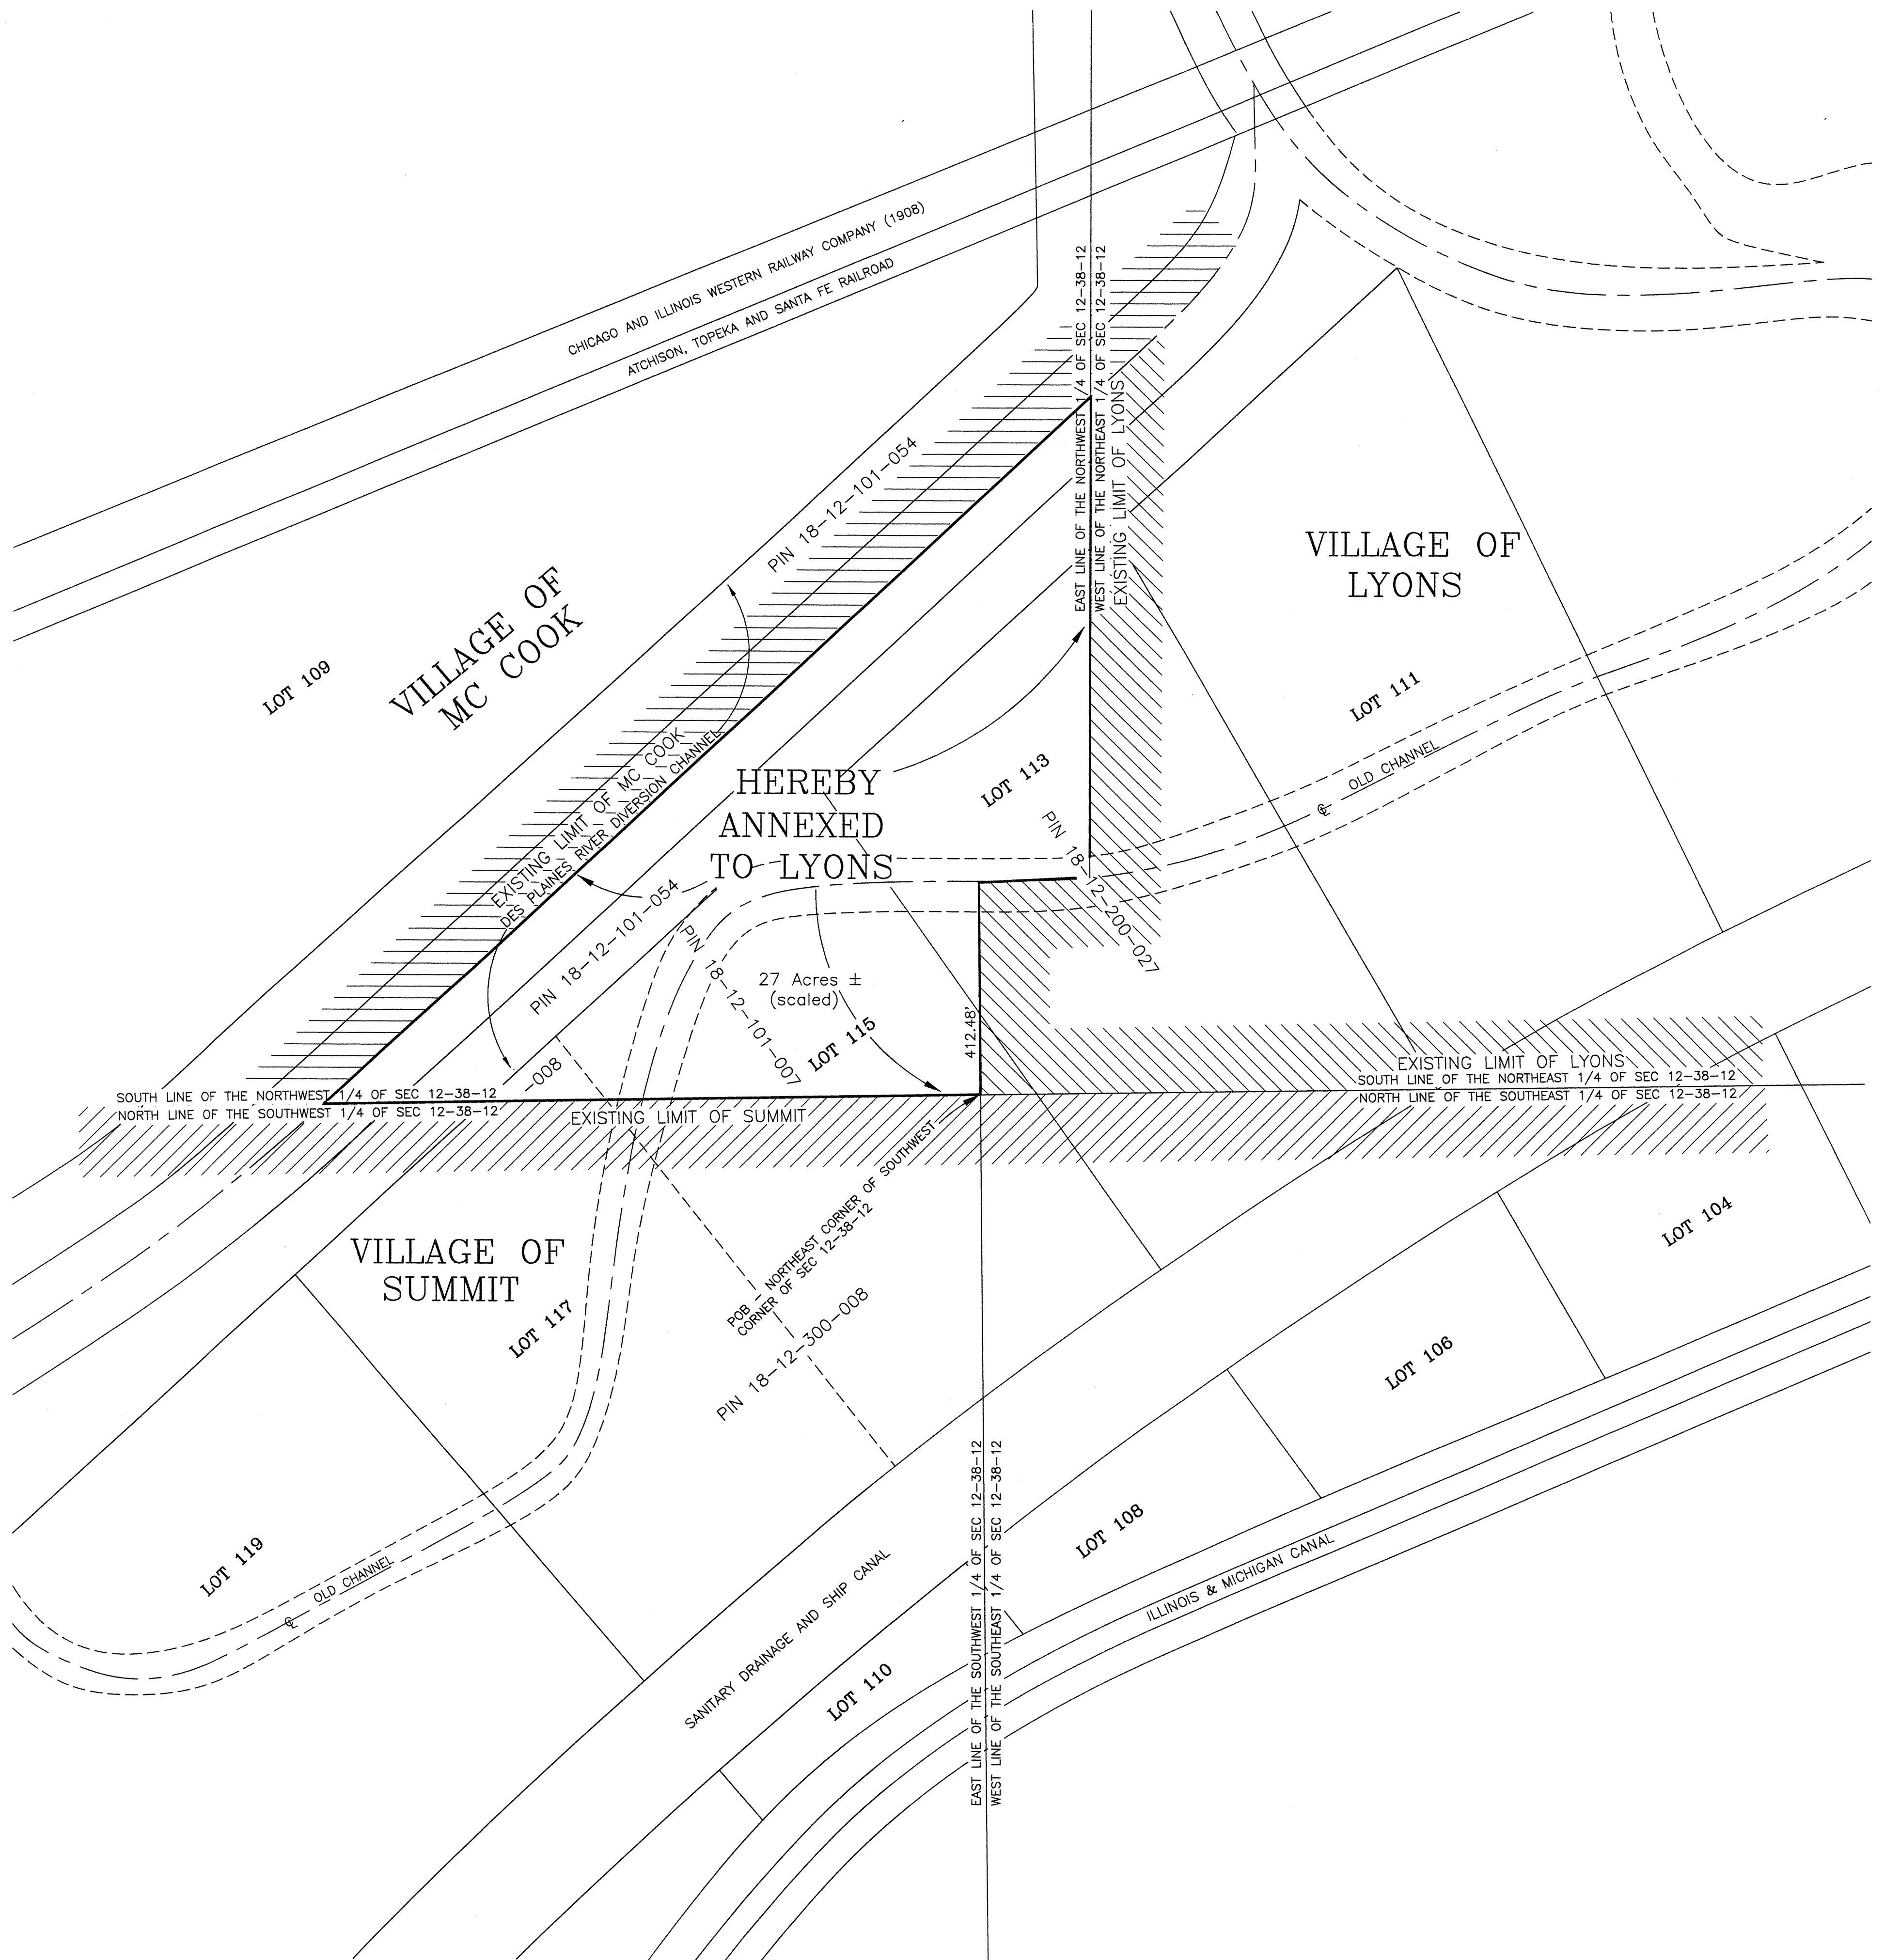 CHICAGO AND ILLINOIS WESTERN RAILWAY COMPANY (1908)
ATCHISON, TOPEKA AND SANTA FE RAILROAD
EAST LINE OF THE NORTHWEST 1/4 OF SEC 12-38-12
WEST LINE OF THE NORTHEAST 1/4 OF SEC 12-38-12
EXISTING LIMIT OF LYONS
PIN 18-12-101-054
VILLAGE OF
LYONS
VILLAGE OF
MC COOK
LOT 109
LOT 111
EXISTING LIMIT OF MC COOK
DES PLAINES RIVER DIVERSION CHANNEL
HEREBY
ANNEXED
TO LYONS
LOT 113
℄ OLD CHANNEL
PIN 18-12-200-027
PIN 18-12-101-054
PIN 18-12-101-007
27 Acres ±
(scaled)
LOT 115
412.48'
-008
SOUTH LINE OF THE NORTHWEST 1/4 OF SEC 12-38-12
NORTH LINE OF THE SOUTHWEST 1/4 OF SEC 12-38-12
EXISTING LIMIT OF SUMMIT
EXISTING LIMIT OF LYONS
SOUTH LINE OF THE NORTHEAST 1/4 OF SEC 12-38-12
NORTH LINE OF THE SOUTHEAST 1/4 OF SEC 12-38-12
POB - NORTHEAST CORNER OF SOUTHWEST
CORNER OF SEC 12-38-12
VILLAGE OF
SUMMIT
LOT 117
PIN 18-12-300-008
LOT 104
LOT 106
LOT 108
LOT 119
℄ OLD CHANNEL
SANITARY DRAINAGE AND SHIP CANAL
EAST LINE OF THE SOUTHWEST 1/4 OF SEC 12-38-12
WEST LINE OF THE SOUTHEAST 1/4 OF SEC 12-38-12
ILLINOIS & MICHIGAN CANAL
LOT 110